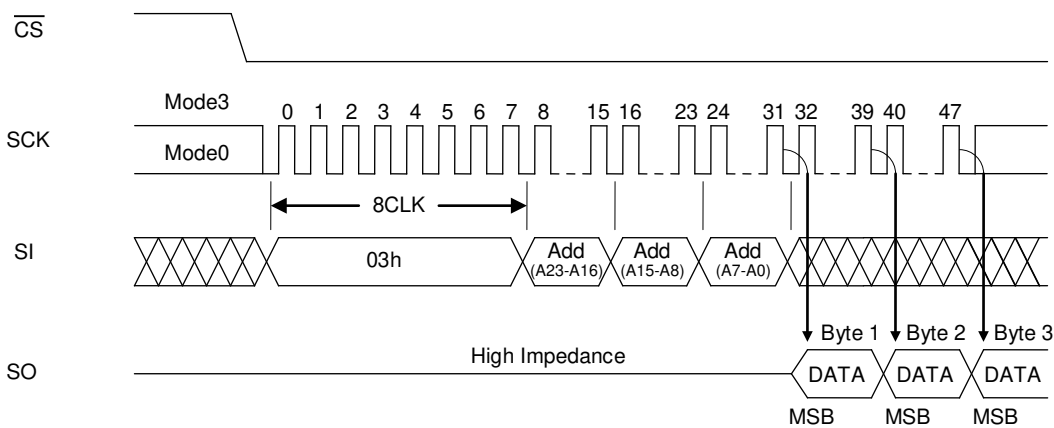 CS
Mode3
0 1 2 3 4 5 6 7 8 15 16 23 24 31 32 39 40 47
SCK
Mode0
8CLK
SI
03h
Add
(A23-A16)
Add
(A15-A8)
Add
(A7-A0)
High Impedance
Byte 1 Byte 2 Byte 3
SO
DATA DATA DATA
MSB MSB MSB